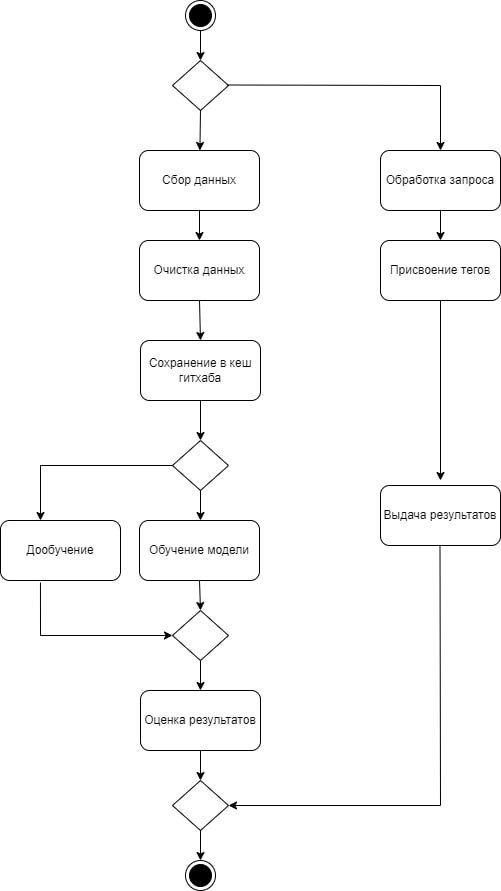 Сбор данных
Обработка запроса
Очистка данных
Присвоение тегов
Сохранение в кеш
гитхаба
Выдача результатов
Дообучение
Обучение модели
Оценка результатов